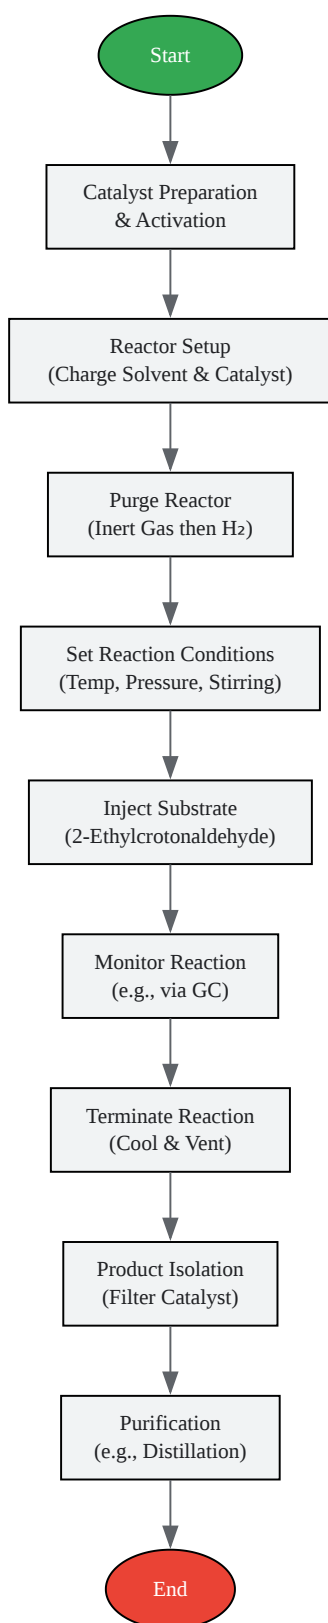 Start
Catalyst Preparation
& Activation
Reactor Setup
(Charge Solvent & Catalyst)
Purge Reactor
(Inert Gas then H₂)
Set Reaction Conditions
(Temp, Pressure, Stirring)
Inject Substrate
(2-Ethylcrotonaldehyde)
Monitor Reaction
(e.g., via GC)
Terminate Reaction
(Cool & Vent)
Product Isolation
(Filter Catalyst)
Purification
(e.g., Distillation)
End